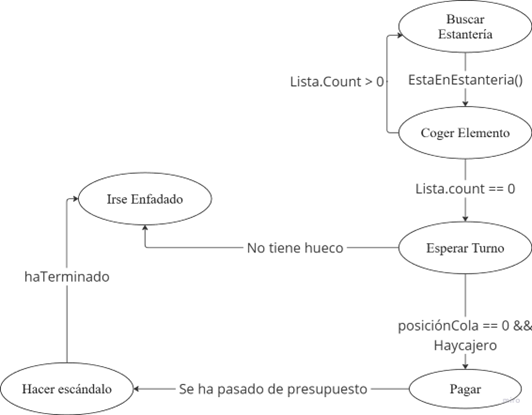 Buscar
Estantería
Lista.Count > 0
EstaEnEstanteria()
Coger Elemento
Lista.count == 0
Irse Enfadado
Esperar Turno
No tiene hueco
haTerminado
posiciónCola == 0 &&
Haycajero
Hacer escándalo
Se ha pasado de presupuesto
Pagar
miro